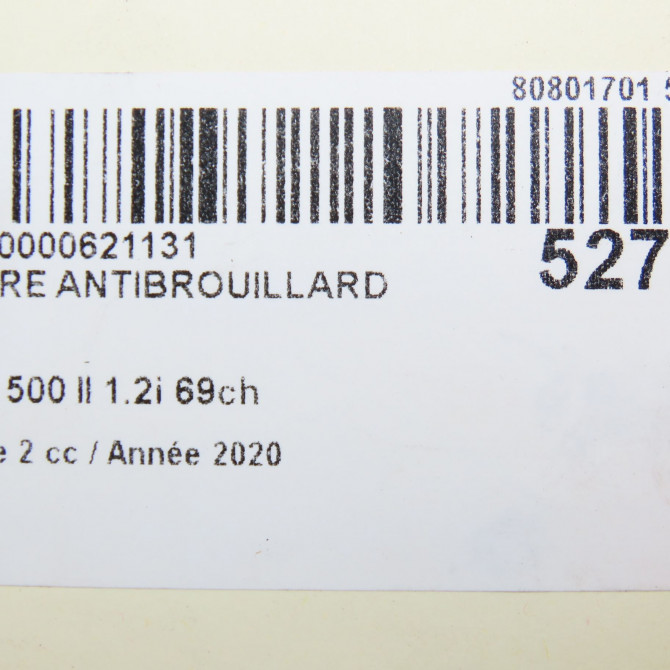 80801701 5
0000621131
527
RE ANTIBROUILLARD
500 II 1.2i 69ch
e 2 cc / Année 2020